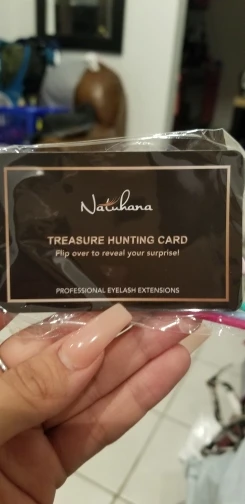 Natuhana
TREASURE HUNTING CARD
Flip over to reveal your surprise!
PROFESSIONAL EYELASH EXTENSIONS